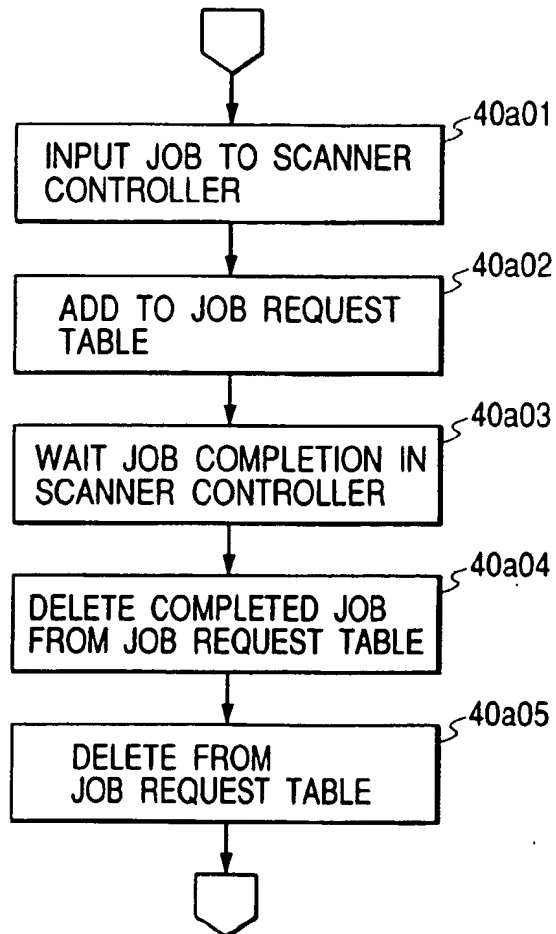 40a01
INPUT JOB TO SCANNER
CONTROLLER
40a02
ADD TO JOB REQUEST
TABLE
40a03
WAIT JOB COMPLETION IN
SCANNER CONTROLLER
40a04
DELETE COMPLETED JOB
FROM JOB REQUEST TABLE
40a05
DELETE FROM
JOB REQUEST TABLE